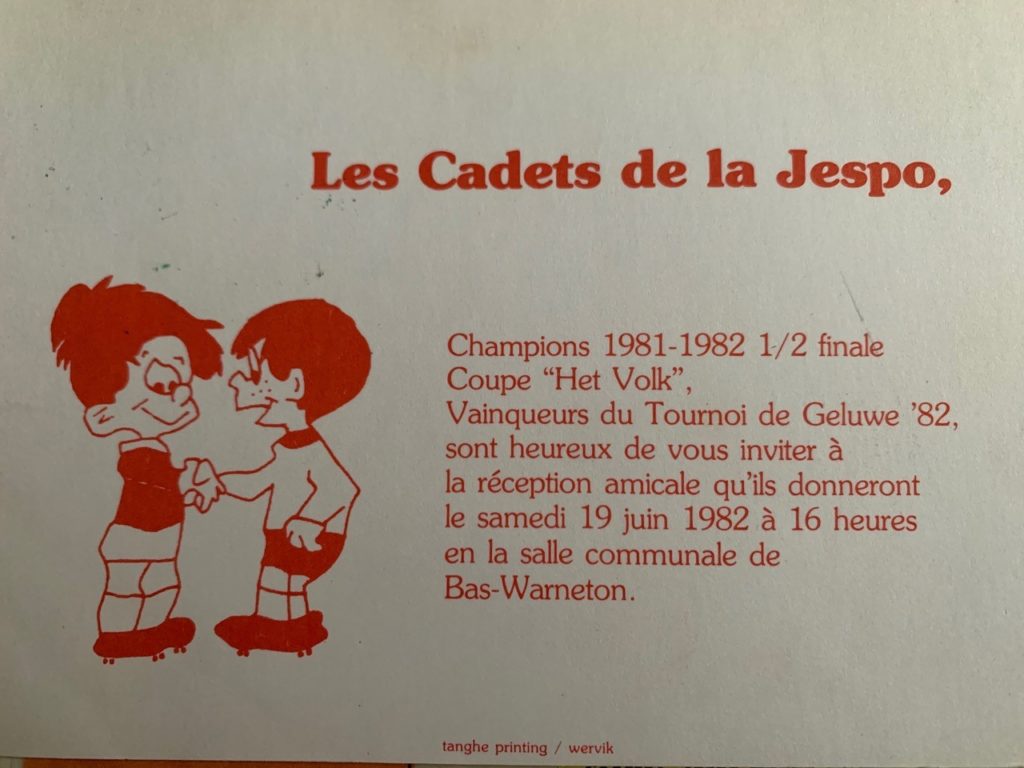 Les Cadets de la Jespo,
Champions 1981-1982 1/2 finale
Coupe “Het Volk”,
Vainqueurs du Tournoi de Geluwe '82,
sont heureux de vous inviter à
la réception amicale qu'ils donneront
le samedi 19 juin 1982 à 16 heures
en la salle communale de
Bas-Warneton.
tanghe printing / wervik